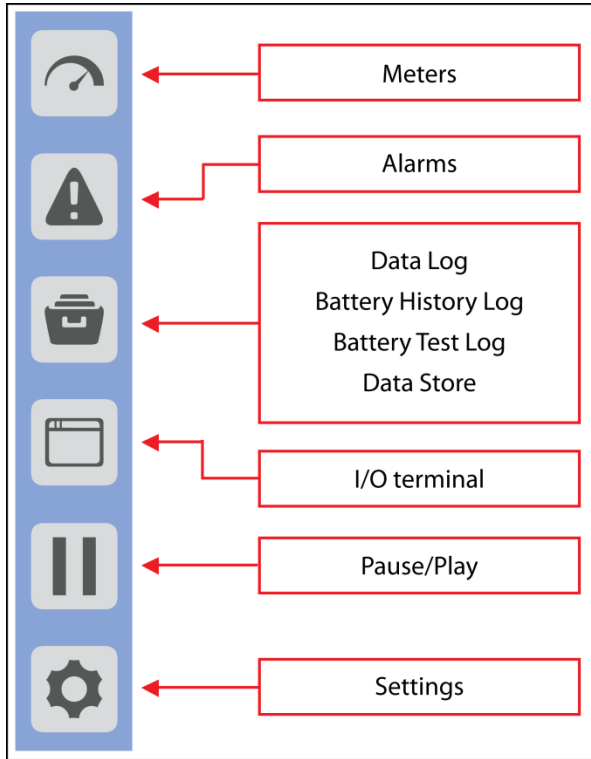 Meters
Alarms
Data Log
Battery History Log
Battery Test Log
Data Store
I/O terminal
Pause/Play
Settings